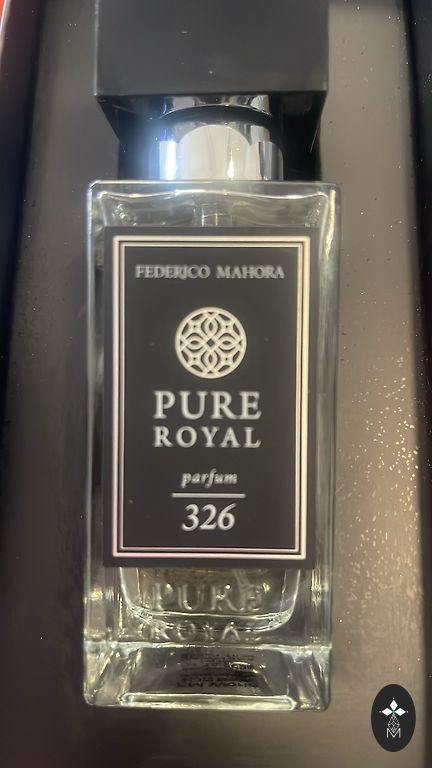 FEDERICO MAHORA
PURE
ROYAL
parfum
326
PURE
ROYAL
M